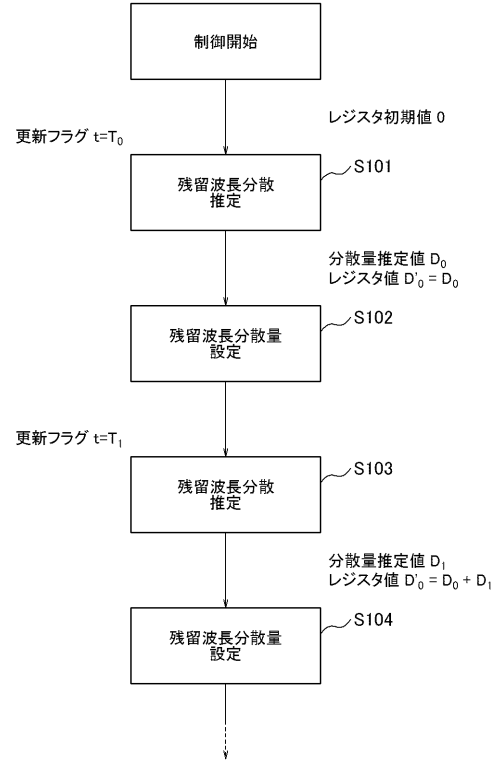 制御開始
レジスタ初期値 0
更新フラグ t=T₀
S101
残留波長分散
推定
分散量推定値 D₀
レジスタ値 D'₀ = D₀
S102
残留波長分散量
設定
更新フラグ t=T₁
S103
残留波長分散
推定
分散量推定値 D₁
レジスタ値 D'₀ = D₀ + D₁
S104
残留波長分散量
設定